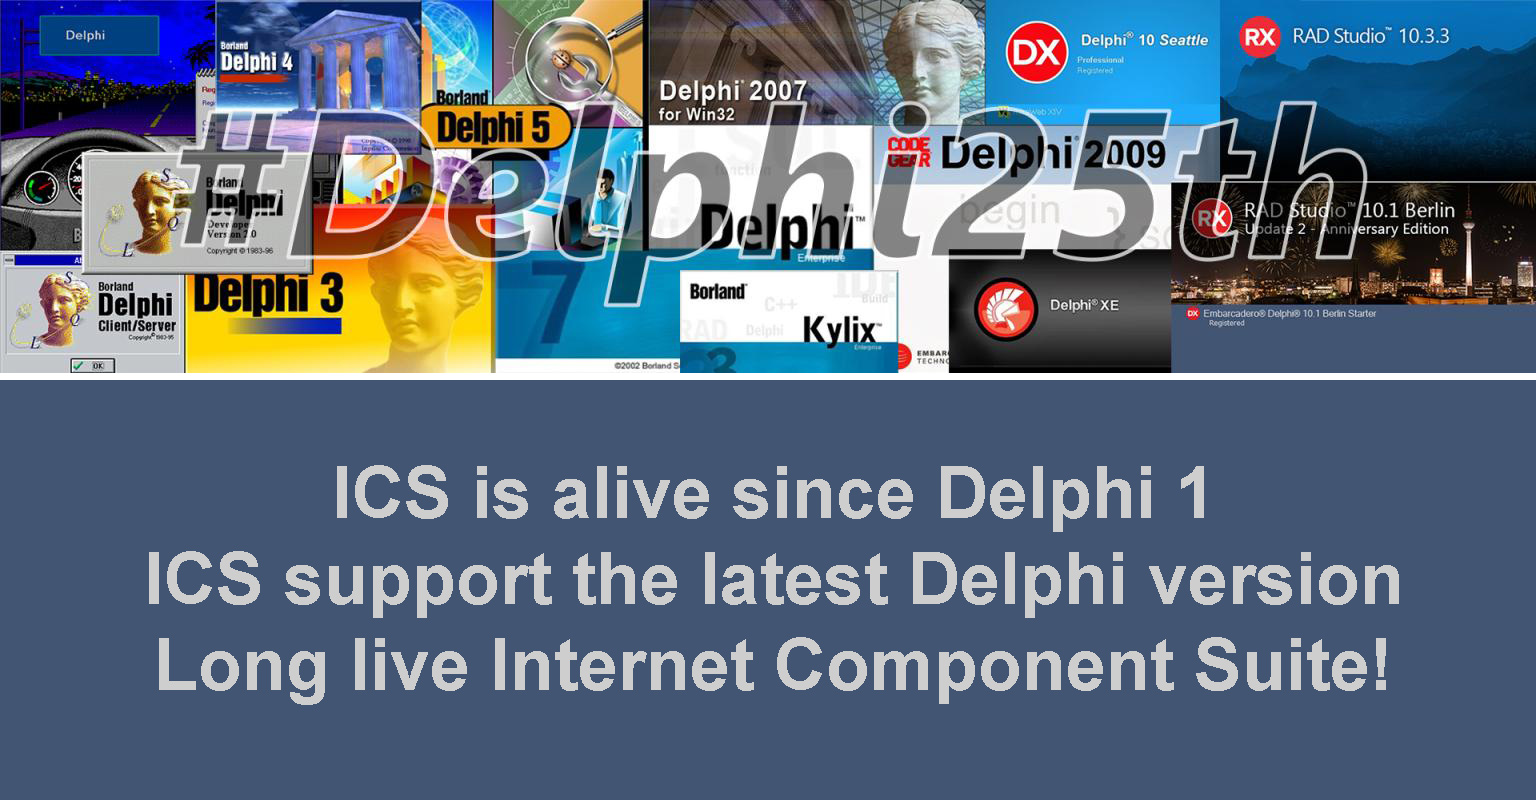 Delphi
Borland
Delphi 4
Borland
Delphi 5
Delphi 2007
for Win32
DX
Delphi® 10 Seattle
Professional
Registered
RX
RAD Studio™ 10.3.3
#Delphi25th
CODE
GEAR
Delphi 2009
function
begin
Borland
Delphi
Developer
Version 2.0
Copyright © 1983-96
S
Q
L
Delphi™
Enterprise
RX
RAD Studio™ 10.1 Berlin
Update 2 - Anniversary Edition
DX Embarcadero® Delphi® 10.1 Berlin Starter
Registered
Borland
Delphi
Client/Server
Copyright© 1983-95
S
Q
L
OK
Delphi 3
7
©2002 Borland
Borland
C++
IDE
Build
RAD
Delphi
Kylix™
Enterprise
Delphi® XE
ICS is alive since Delphi 1
ICS support the latest Delphi version
Long live Internet Component Suite!